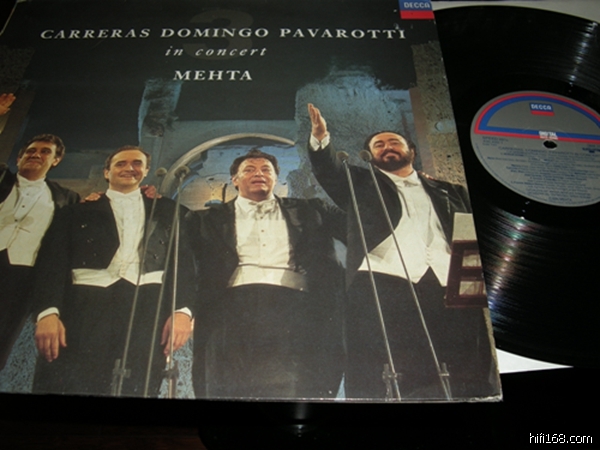 DECCA
CARRERAS DOMINGO PAVAROTTI
in concert
MEHTA
DECCA
hifi168.com